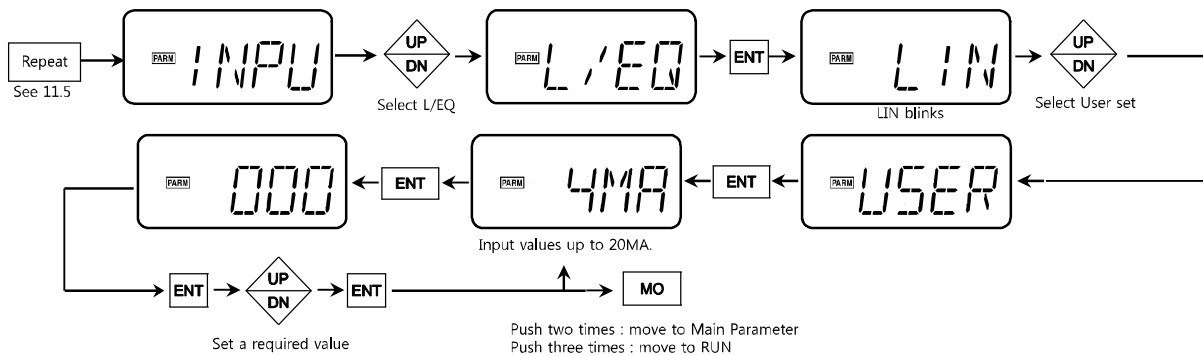 Repeat
See 11.5
PARM INPU
UP
DN
Select L/EQ
PARM L/EQ
ENT
PARM LIN
LIN blinks
UP
DN
Select User set
PARM 000
ENT
PARM 4MA
Input values up to 20MA.
ENT
PARM USER
ENT
UP
DN
Set a required value
ENT
MO
Push two times : move to Main Parameter
Push three times : move to RUN